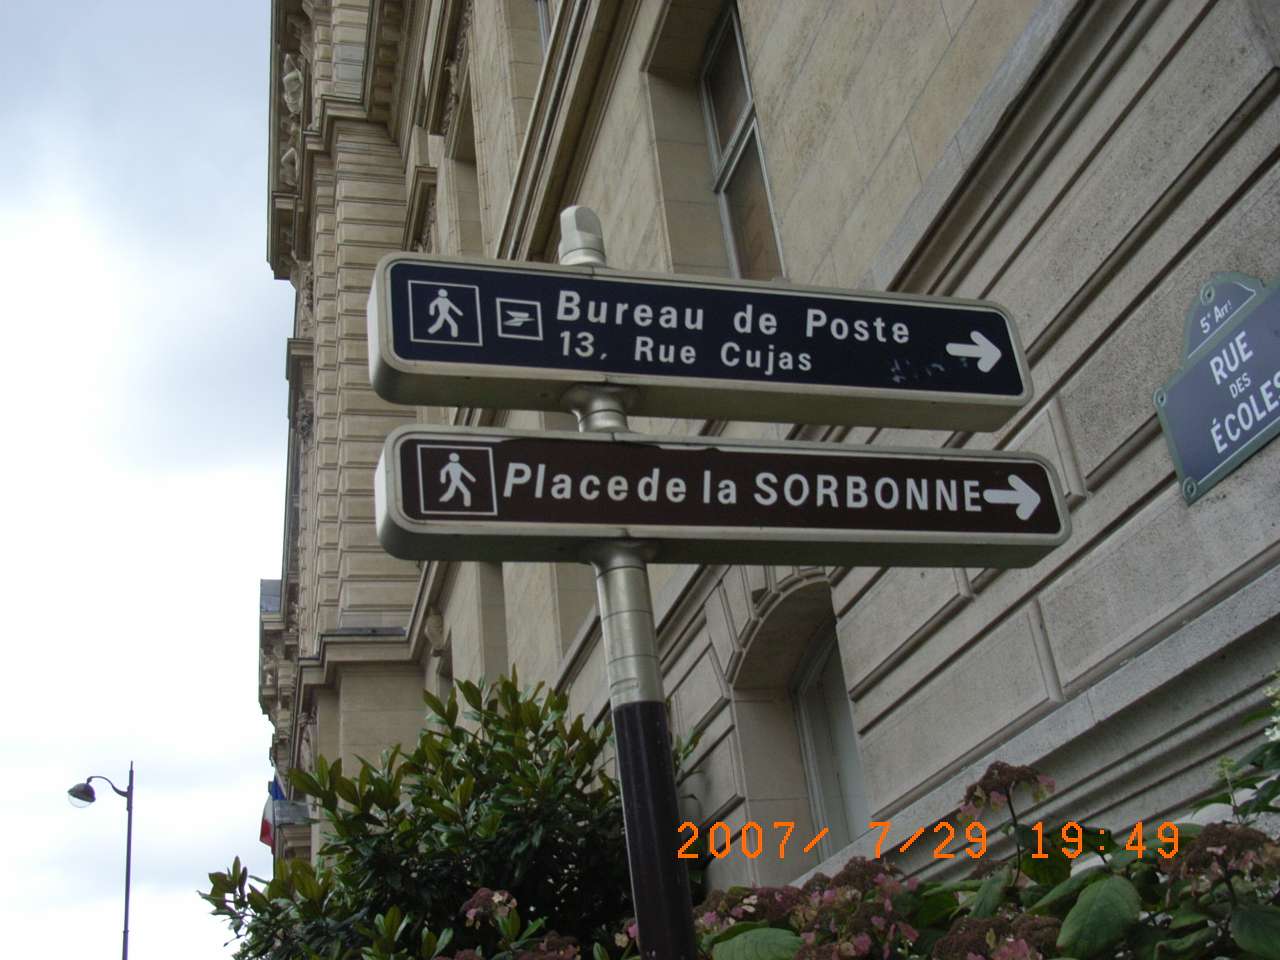 Bureau de Poste
13, Rue Cujas
Place de la SORBONNE
5e Arrt
RUE
DES
ÉCOLES
2007/ 7/29 19:49